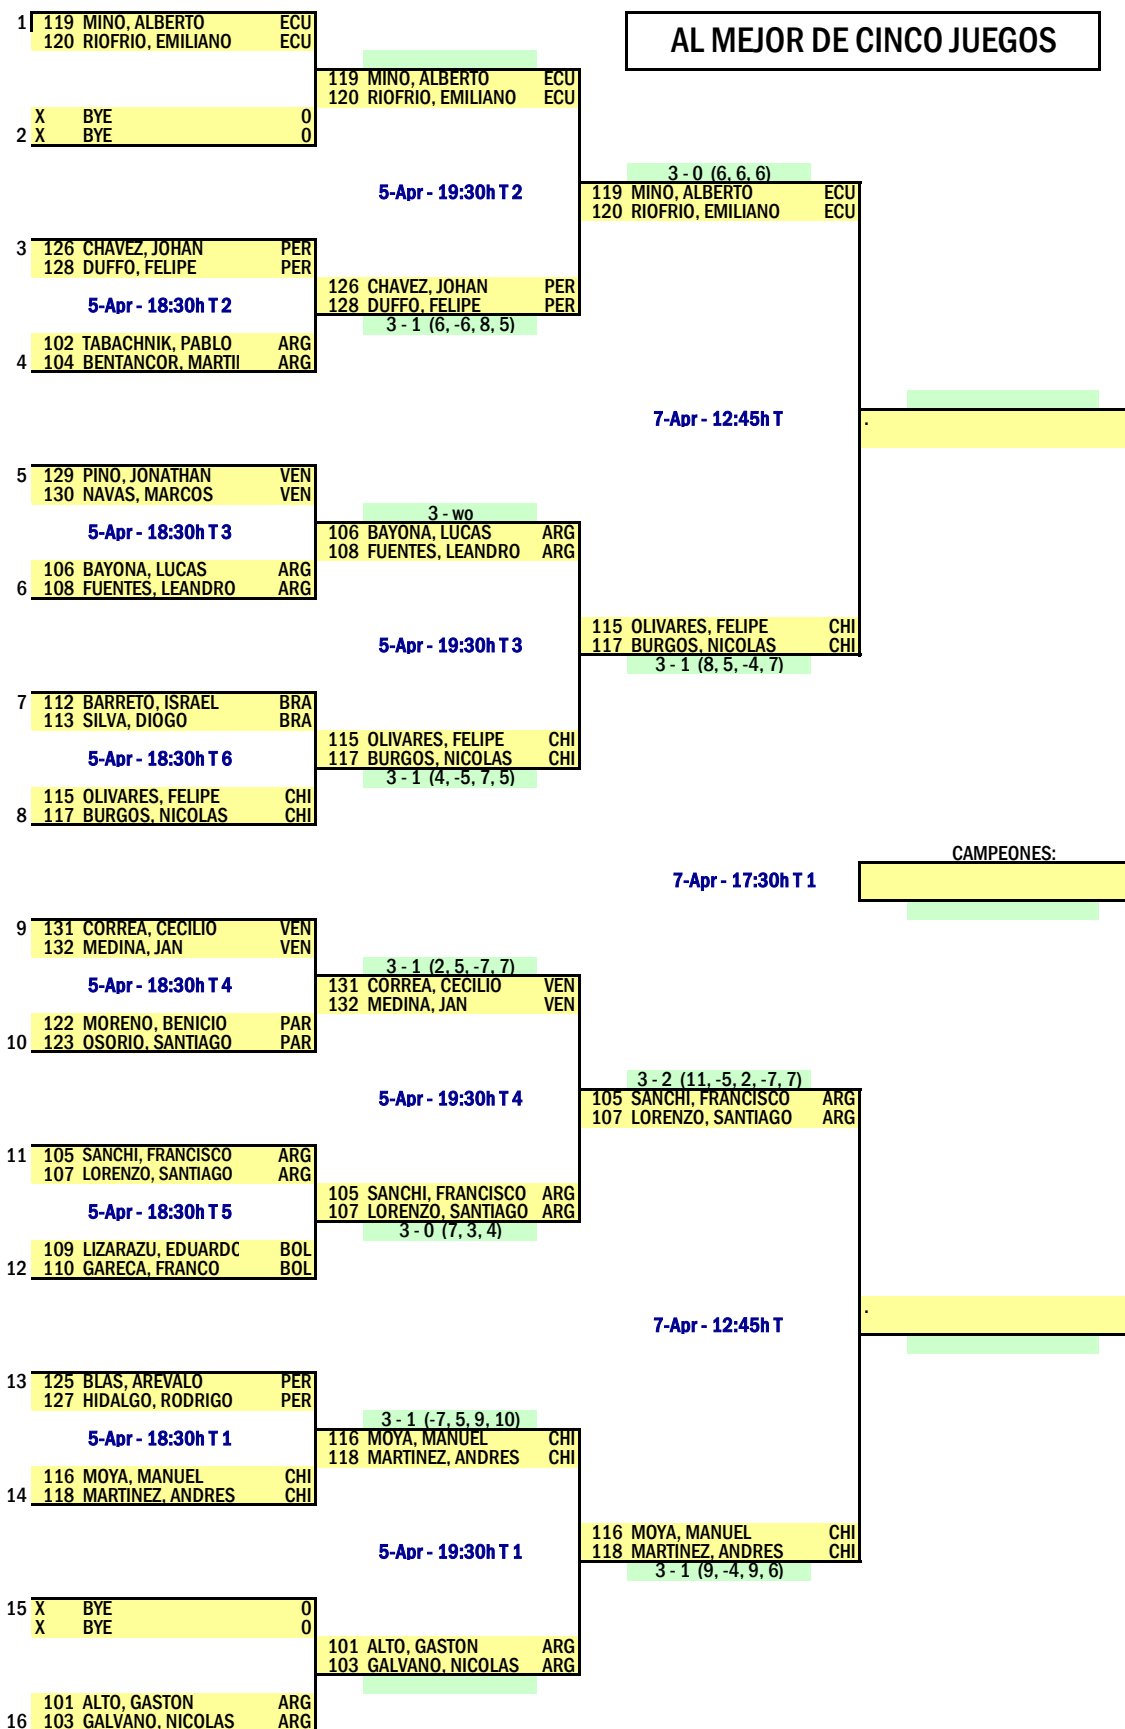 AL MEJOR DE CINCO JUEGOS
1 119 MINO, ALBERTO ECU
120 RIOFRIO, EMILIANO ECU
119 MINO, ALBERTO ECU
120 RIOFRIO, EMILIANO ECU
X BYE 0
2 X BYE 0
5-Apr - 19:30h T 2
3 - 0 (6, 6, 6)
119 MINO, ALBERTO ECU
120 RIOFRIO, EMILIANO ECU
3 126 CHAVEZ, JOHAN PER
128 DUFFO, FELIPE PER
5-Apr - 18:30h T 2
126 CHAVEZ, JOHAN PER
128 DUFFO, FELIPE PER
3 - 1 (6, -6, 8, 5)
102 TABACHNIK, PABLO ARG
4 104 BENTANCOR, MARTI ARG
7-Apr - 12:45h T
.
5 129 PINO, JONATHAN VEN
130 NAVAS, MARCOS VEN
5-Apr - 18:30h T 3
3 - wo
106 BAYONA, LUCAS ARG
108 FUENTES, LEANDRO ARG
106 BAYONA, LUCAS ARG
6 108 FUENTES, LEANDRO ARG
5-Apr - 19:30h T 3
115 OLIVARES, FELIPE CHI
117 BURGOS, NICOLAS CHI
3 - 1 (8, 5, -4, 7)
7 112 BARRETO, ISRAEL BRA
113 SILVA, DIOGO BRA
5-Apr - 18:30h T 6
115 OLIVARES, FELIPE CHI
117 BURGOS, NICOLAS CHI
3 - 1 (4, -5, 7, 5)
115 OLIVARES, FELIPE CHI
8 117 BURGOS, NICOLAS CHI
CAMPEONES:
7-Apr - 17:30h T 1
9 131 CORREA, CECILIO VEN
132 MEDINA, JAN VEN
5-Apr - 18:30h T 4
3 - 1 (2, 5, -7, 7)
131 CORREA, CECILIO VEN
132 MEDINA, JAN VEN
122 MORENO, BENICIO PAR
10 123 OSORIO, SANTIAGO PAR
5-Apr - 19:30h T 4
3 - 2 (11, -5, 2, -7, 7)
105 SANCHI, FRANCISCO ARG
107 LORENZO, SANTIAGO ARG
11 105 SANCHI, FRANCISCO ARG
107 LORENZO, SANTIAGO ARG
5-Apr - 18:30h T 5
105 SANCHI, FRANCISCO ARG
107 LORENZO, SANTIAGO ARG
3 - 0 (7, 3, 4)
109 LIZARAZU, EDUARDO BOL
12 110 GARECA, FRANCO BOL
7-Apr - 12:45h T
.
13 125 BLAS, AREVALO PER
127 HIDALGO, RODRIGO PER
5-Apr - 18:30h T 1
3 - 1 (-7, 5, 9, 10)
116 MOYA, MANUEL CHI
118 MARTINEZ, ANDRES CHI
116 MOYA, MANUEL CHI
14 118 MARTINEZ, ANDRES CHI
5-Apr - 19:30h T 1
116 MOYA, MANUEL CHI
118 MARTINEZ, ANDRES CHI
3 - 1 (9, -4, 9, 6)
15 X BYE 0
X BYE 0
101 ALTO, GASTON ARG
103 GALVANO, NICOLAS ARG
101 ALTO, GASTON ARG
16 103 GALVANO, NICOLAS ARG